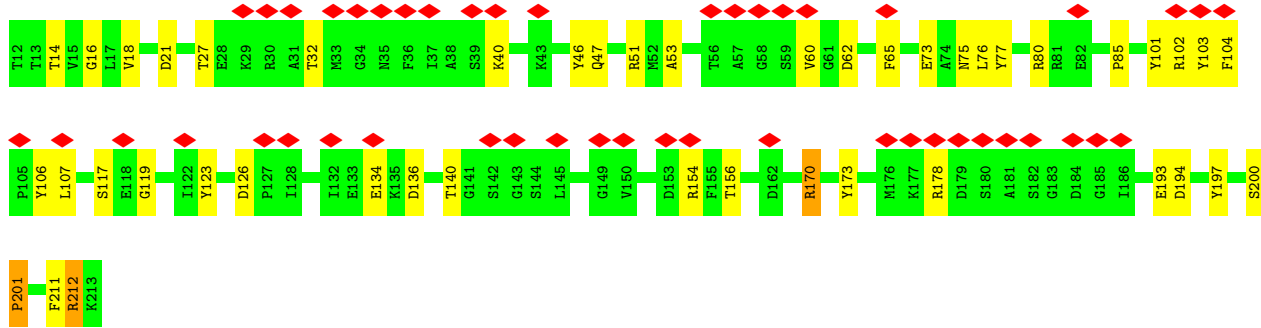 T12 T13 T14 V15 G16 L17 V18 D21 T27 E28 K29 R30 A31 T32 M33 G34 N35 F36 I37 A38 S39 K40 K43 Y46 Q47 R51 M52 A53 T56 A57 G58 S59 V60 G61 D62 F65 E73 A74 N75 L76 Y77 R80 R81 E82 P85 Y101 R102 Y103 F104
P105 Y106 L107 S117 E118 G119 I122 Y123 D126 P127 I128 I132 E133 E134 K135 D136 T140 G141 S142 G143 S144 L145 G149 V150 D153 R154 F155 T156 D162 R170 Y173 M176 K177 R178 D179 S180 A181 S182 G183 D184 G185 I186 E193 D194 Y197 S200
P201 F211 R212 K213